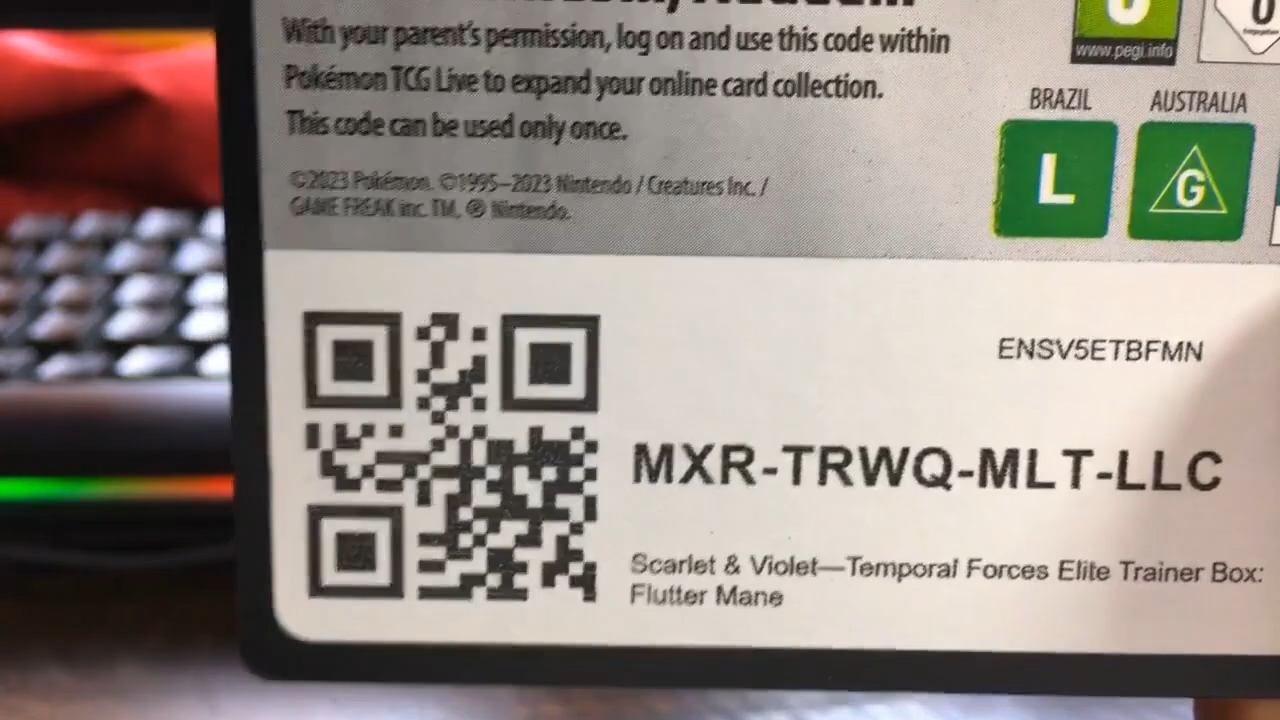 With your parent's permission, log on and use this code within
Pokémon TCG Live to expand your online card collection.
This code can be used only once.
©2023 Pokémon. ©1995–2023 Nintendo / Creatures Inc. /
GAME FREAK inc. TM, ® Nintendo.
www.pegi.info
0
BRAZIL
AUSTRALIA
L
G
ENSV5ETBFMN
MXR-TRWQ-MLT-LLC
Scarlet & Violet—Temporal Forces Elite Trainer Box:
Flutter Mane